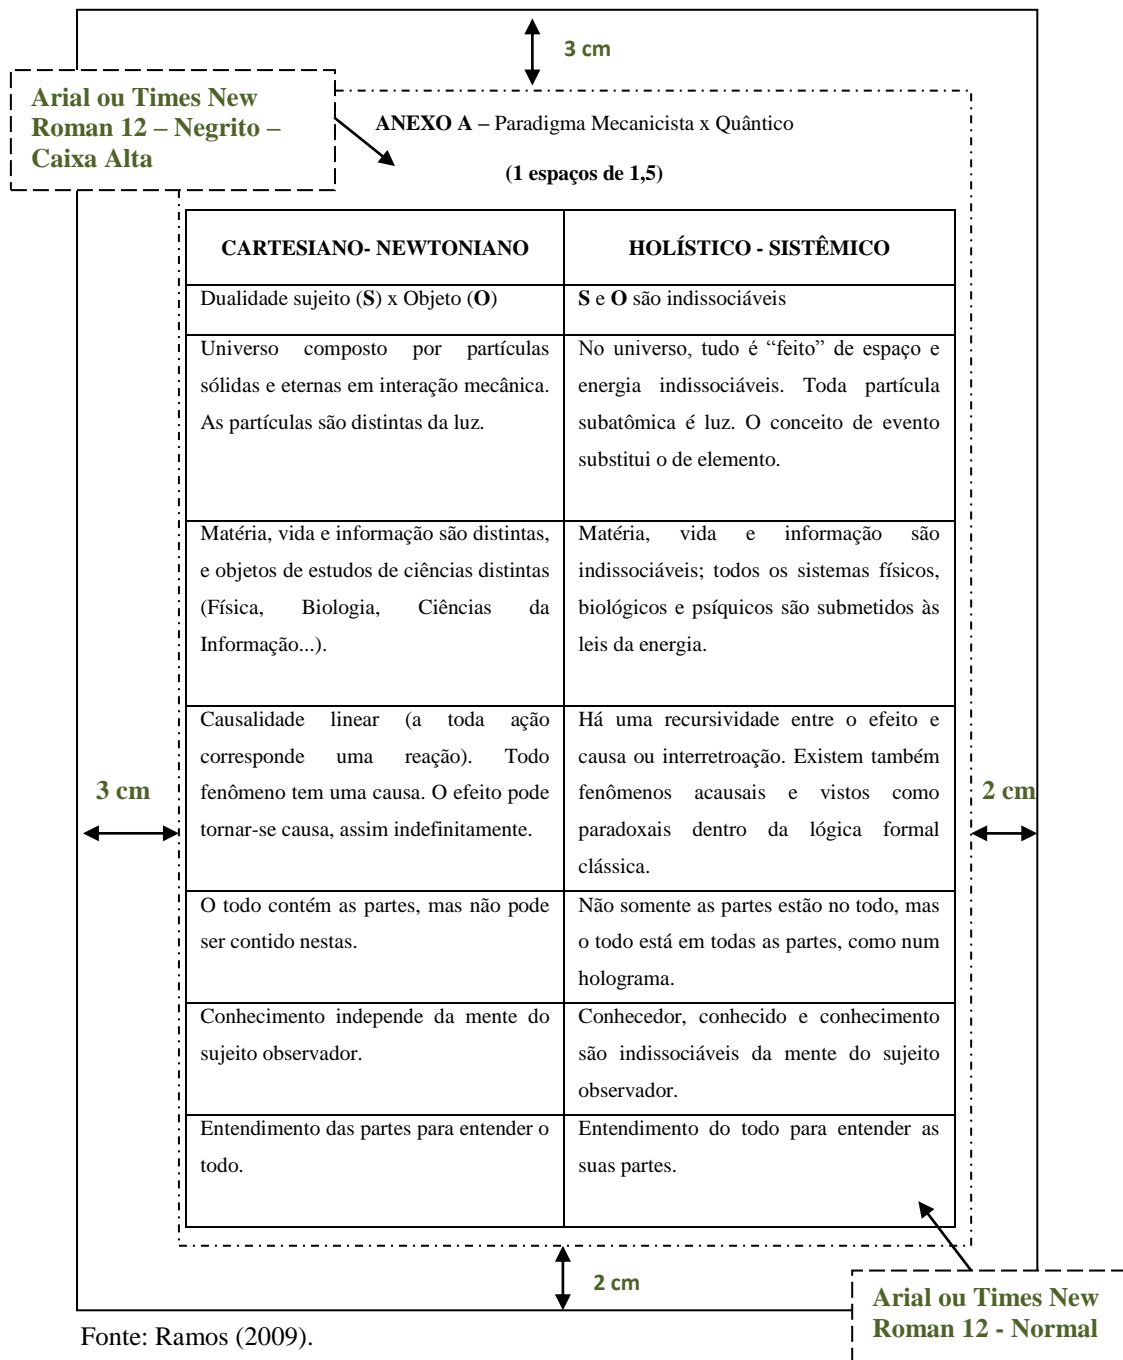 3 cm
Arial ou Times New
Roman 12 – Negrito –
Caixa Alta
ANEXO A – Paradigma Mecanicista x Quântico
(1 espaços de 1,5)
CARTESIANO- NEWTONIANO
HOLÍSTICO - SISTÊMICO
Dualidade sujeito (S) x Objeto (O)
S e O são indissociáveis
Universo composto por partículas
sólidas e eternas em interação mecânica.
As partículas são distintas da luz.
No universo, tudo é “feito” de espaço e
energia indissociáveis. Toda partícula
subatômica é luz. O conceito de evento
substitui o de elemento.
Matéria, vida e informação são distintas,
e objetos de estudos de ciências distintas
(Física, Biologia, Ciências da
Informação...).
Matéria, vida e informação são
indissociáveis; todos os sistemas físicos,
biológicos e psíquicos são submetidos às
leis da energia.
Causalidade linear (a toda ação
corresponde uma reação). Todo
fenômeno tem uma causa. O efeito pode
tornar-se causa, assim indefinitamente.
Há uma recursividade entre o efeito e
causa ou interretroação. Existem também
fenômenos acausais e vistos como
paradoxais dentro da lógica formal
clássica.
3 cm
2 cm
O todo contém as partes, mas não pode
ser contido nestas.
Não somente as partes estão no todo, mas
o todo está em todas as partes, como num
holograma.
Conhecimento independe da mente do
sujeito observador.
Conhecedor, conhecido e conhecimento
são indissociáveis da mente do sujeito
observador.
Entendimento das partes para entender o
todo.
Entendimento do todo para entender as
suas partes.
2 cm
Arial ou Times New
Roman 12 - Normal
Fonte: Ramos (2009).